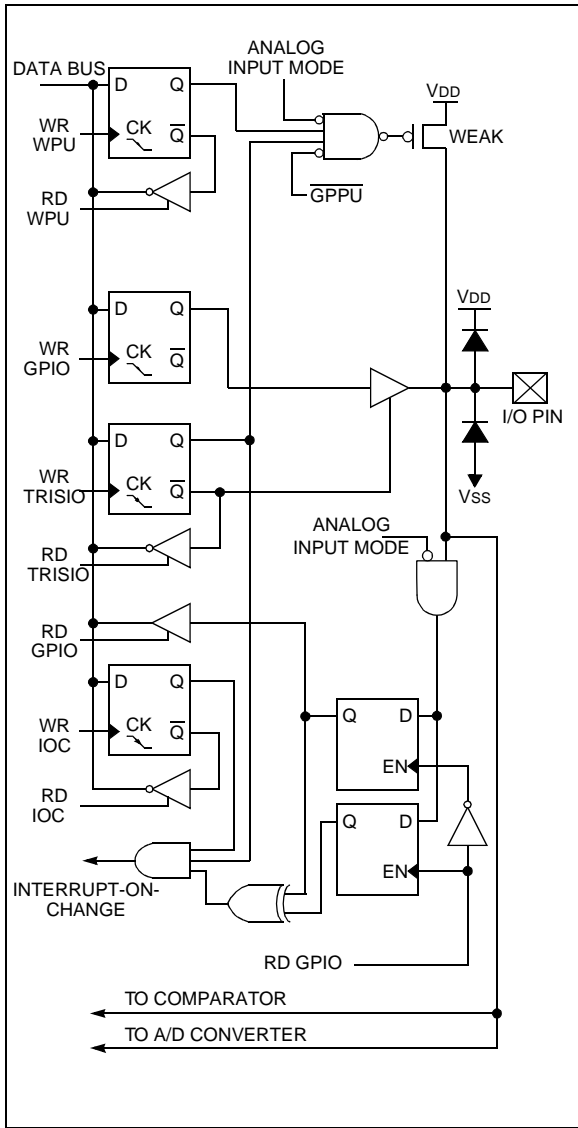 ANALOG
INPUT MODE
DATA BUS
D Q
VDD
WR
WPU
CK
Q
WEAK
RD
WPU
GPPU
D Q
VDD
WR
GPIO
CK
Q
I/O PIN
D Q
WR
TRISIO
CK
Q
VSS
ANALOG
INPUT MODE
RD
TRISIO
RD
GPIO
D Q
Q D
WR
IOC
CK
Q
EN
RD
IOC
Q D
INTERRUPT-ON-
CHANGE
EN
RD GPIO
TO COMPARATOR
TO A/D CONVERTER